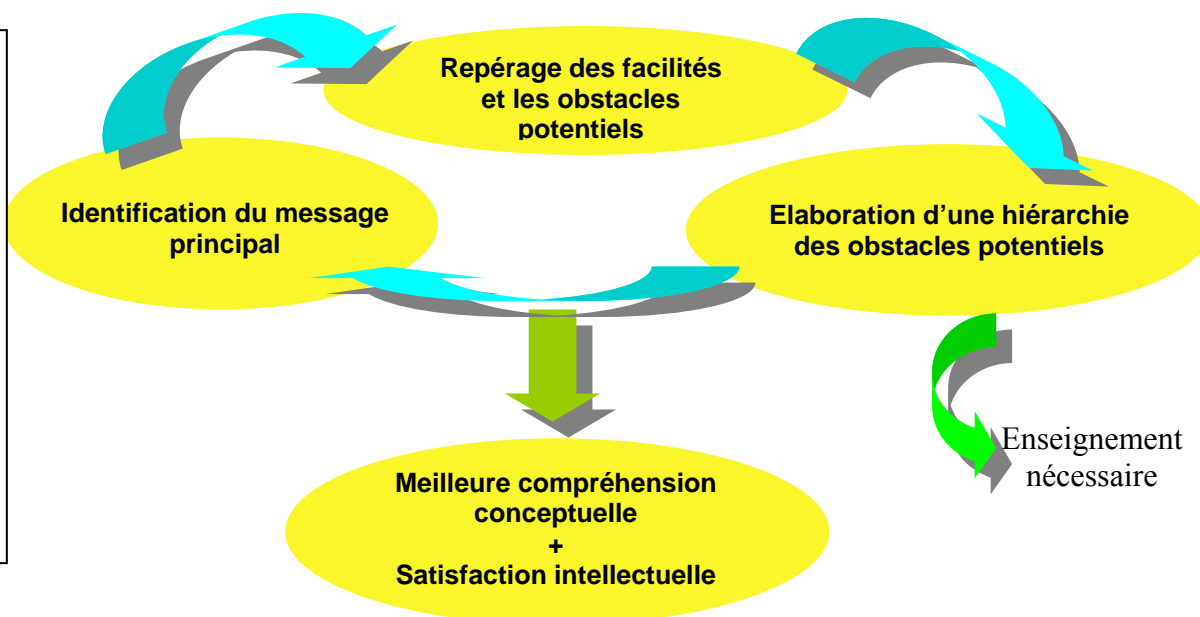 Repérage des facilités
et les obstacles
potentiels
Identification du message
principal
Elaboration d’une hiérarchie
des obstacles potentiels
Enseignement
nécessaire
Meilleure compréhension
conceptuelle
+
Satisfaction intellectuelle